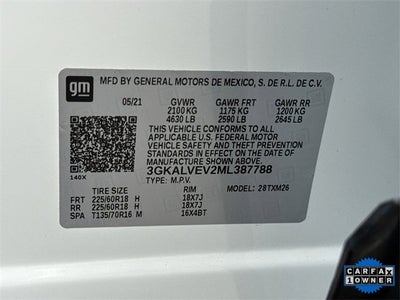 gm
MFD BY GENERAL MOTORS DE MEXICO, S. DE R.L. DE C.V.
05/21 GVWR GAWR FRT GAWR RR
2100 KG 1175 KG 1200 KG
4630 LB 2590 LB 2645 LB
THIS VEHICLE CONFORMS TO ALL
APPLICABLE U.S. FEDERAL MOTOR
VEHICLE SAFETY AND THEFT
PREVENTION STANDARDS IN EFFECT ON
THE DATE OF MANUFACTURE SHOWN ABOVE.
3GKALVEV2ML387788
140X TYPE: M.P.V. MODEL: 28TXM26
TIRE SIZE RIM
FRT 225/60R18 H 18X7J
RR 225/60R18 H 18X7J
SPA T135/70R16 M 16X4BT
CARFAX
1 OWNER